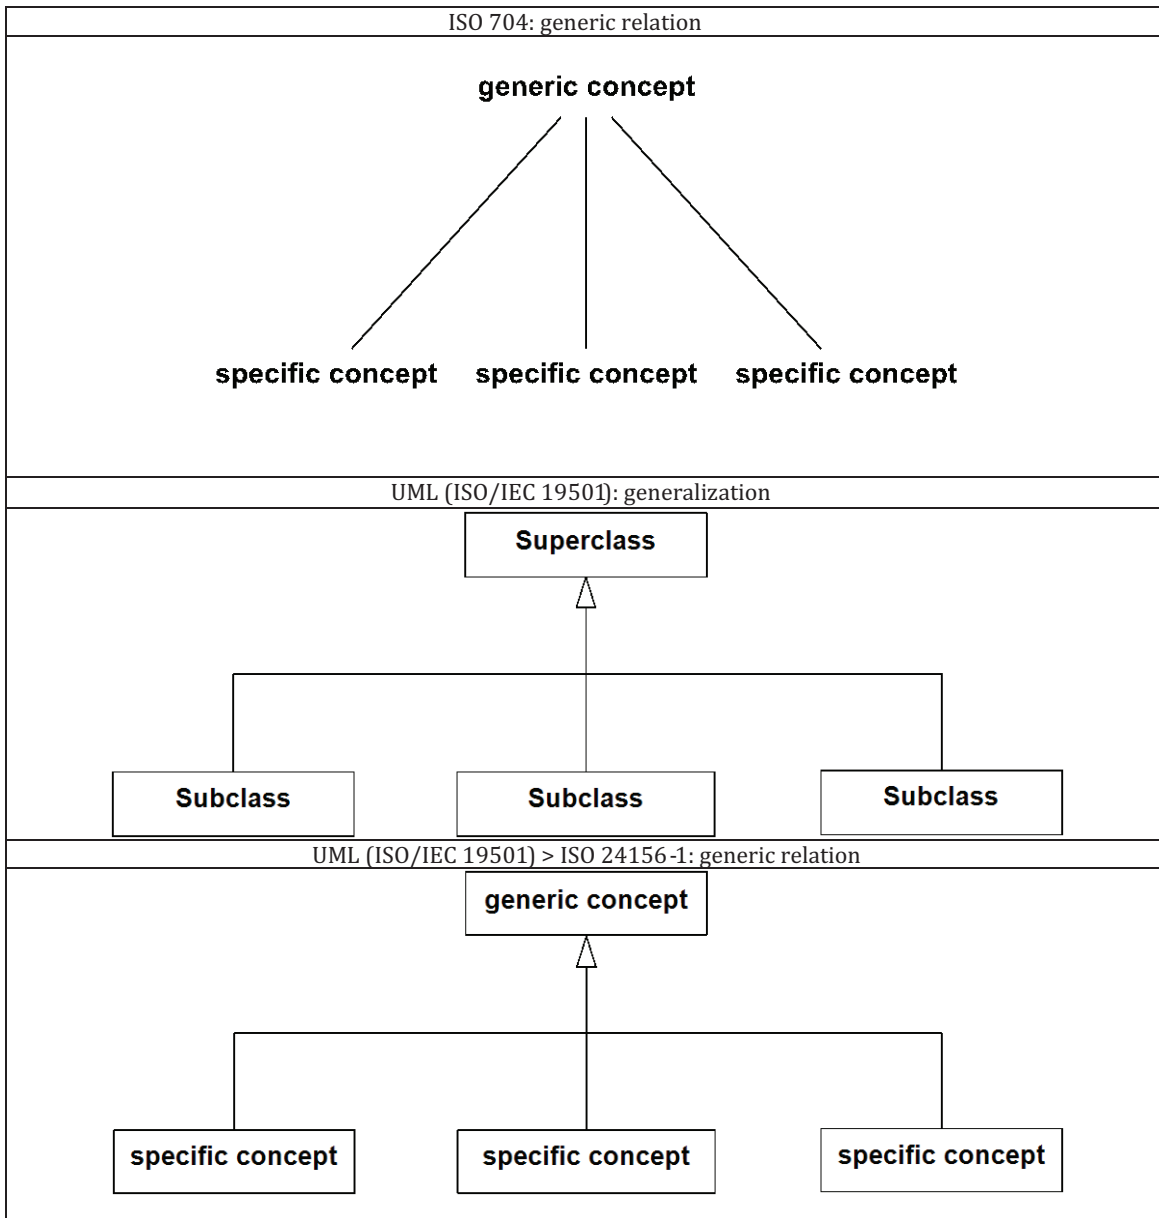 ISO 704: generic relation
generic concept
specific concept specific concept specific concept
UML (ISO/IEC 19501): generalization
Superclass
Subclass Subclass Subclass
UML (ISO/IEC 19501) > ISO 24156-1: generic relation
generic concept
specific concept specific concept specific concept